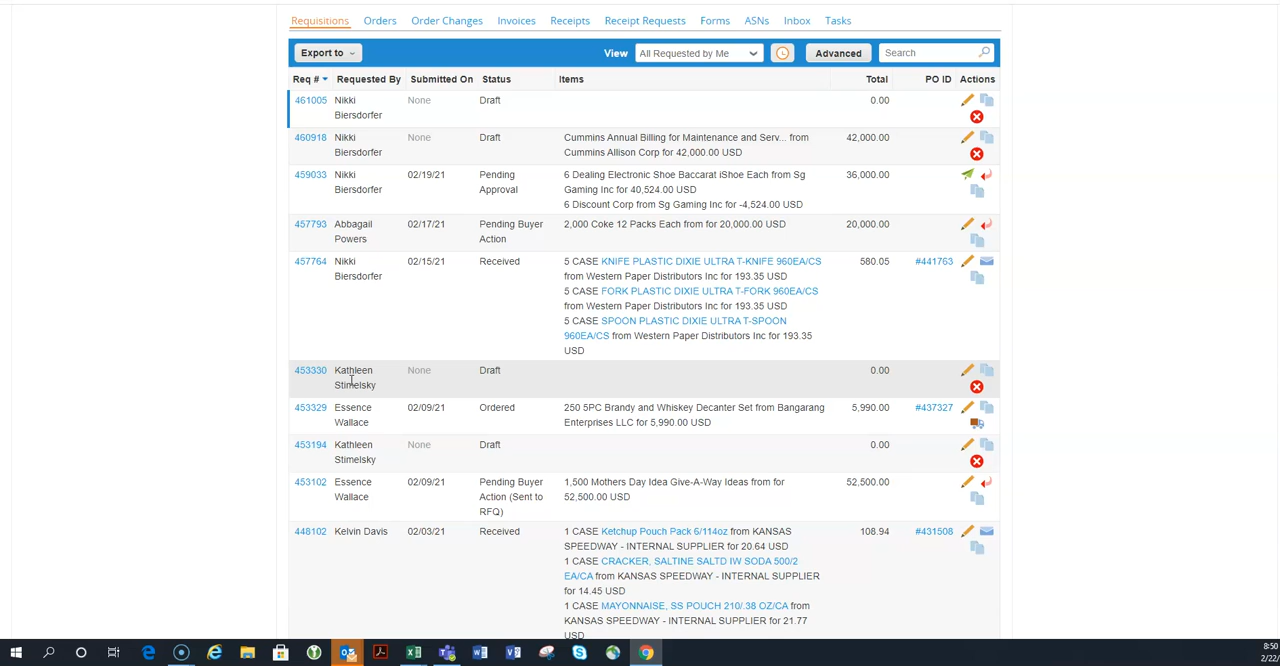 Requisitions Orders Order Changes Invoices Receipts Receipt Requests Forms ASNs Inbox Tasks
Export to View All Requested by Me Advanced Search
Req # Requested By Submitted On Status Items Total PO ID Actions
461005 Nikki None Draft 0.00
Biersdorfer
460918 Nikki None Draft Cummins Annual Billing for Maintenance and Serv... from 42,000.00
Biersdorfer Cummins Allison Corp for 42,000.00 USD
459033 Nikki 02/19/21 Pending 6 Dealing Electronic Shoe Baccarat iShoe Each from Sg 36,000.00
Biersdorfer Approval Gaming Inc for 40,524.00 USD
6 Discount Corp from Sg Gaming Inc for -4,524.00 USD
457793 Abbagail 02/17/21 Pending Buyer 2,000 Coke 12 Packs Each from for 20,000.00 USD 20,000.00
Powers Action
457764 Nikki 02/15/21 Received 5 CASE KNIFE PLASTIC DIXIE ULTRA T-KNIFE 960EA/CS 580.05 #441763
Biersdorfer from Western Paper Distributors Inc for 193.35 USD
5 CASE FORK PLASTIC DIXIE ULTRA T-FORK 960EA/CS
from Western Paper Distributors Inc for 193.35 USD
5 CASE SPOON PLASTIC DIXIE ULTRA T-SPOON
960EA/CS from Western Paper Distributors Inc for 193.35
USD
453330 Kathleen None Draft 0.00
Stimelsky
453329 Essence 02/09/21 Ordered 250 5PC Brandy and Whiskey Decanter Set from Bangarang 5,990.00 #437327
Wallace Enterprises LLC for 5,990.00 USD
453194 Kathleen None Draft 0.00
Stimelsky
453102 Essence 02/09/21 Pending Buyer 1,500 Mothers Day Idea Give-A-Way Ideas from for 52,500.00
Wallace Action (Sent to 52,500.00 USD
RFQ)
448102 Kelvin Davis 02/03/21 Received 1 CASE Ketchup Pouch Pack 6/114oz from KANSAS 108.94 #431508
SPEEDWAY - INTERNAL SUPPLIER for 20.64 USD
1 CASE CRACKER, SALTINE SALTD IW SODA 500/2
EA/CA from KANSAS SPEEDWAY - INTERNAL SUPPLIER
for 14.45 USD
1 CASE MAYONNAISE, SS POUCH 210/.38 OZ/CA from
KANSAS SPEEDWAY - INTERNAL SUPPLIER for 21.77
USD
8:50
2/22/